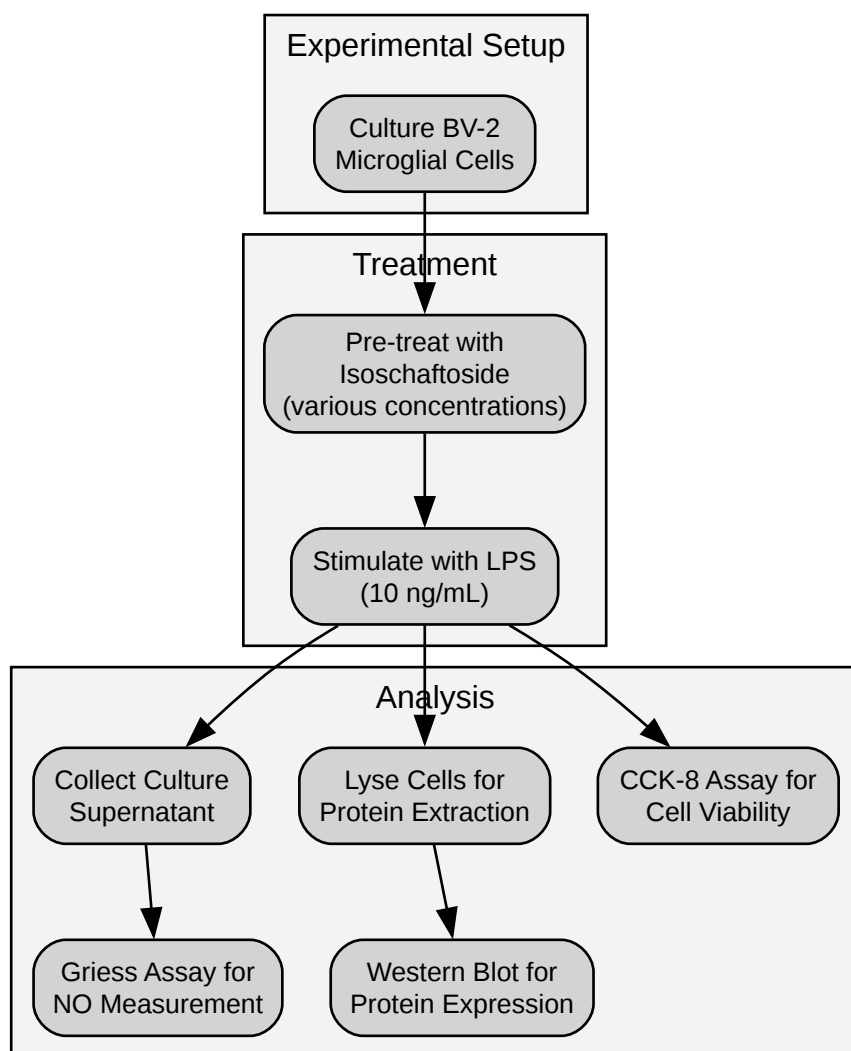 Experimental Setup
Culture BV-2
Microglial Cells
Treatment
Pre-treat with
Isoschaftoside
(various concentrations)
Stimulate with LPS
(10 ng/mL)
Analysis
Collect Culture
Supernatant
Lyse Cells for
Protein Extraction
CCK-8 Assay for
Cell Viability
Griess Assay for
NO Measurement
Western Blot for
Protein Expression